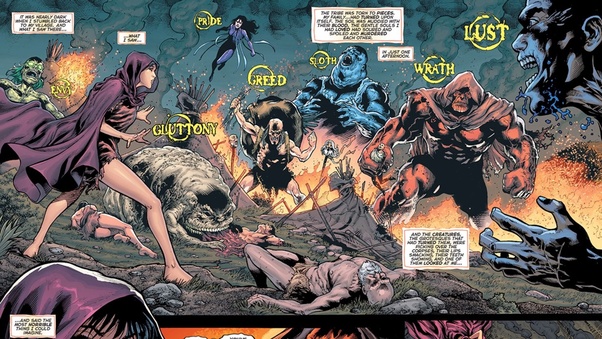 IT WAS NEARLY DARK
WHEN I STUMBLED BACK
TO MY VILLAGE. AND
WHAT I SAW THERE...
...WHAT
I SAW...
PRIDE
THE TRIBE WAS TORN TO PIECES.
MY FAMILY...HAD TURNED UPON
ITSELF. THE SOIL WAS MUDDIED WITH
THEIR BLOOD. THE GENTLE SOULS I
HAD LOVED HAD
SPOILED AND MURDERED
EACH OTHER.
IN JUST ONE
AFTERNOON.
LUST
SLOTH
WRATH
GREED
ENVY
GLUTTONY
AND THE CREATURES,
THE GROTESQUES THAT
HAD TURNED THEM, WERE
PICKING OVER THE
CORPSES, THEIR LIPS
SMACKING, THEIR TEETH
SHOWING, AND ONE OF
THEM LOOKED AT ME...
...AND SAID THE
MOST HORRIBLE
THING I COULD
IMAGINE.